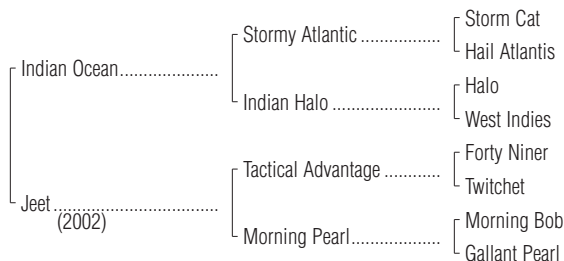 Storm Cat
Stormy Atlantic ..................
Hail Atlantis
Indian Ocean......................
Halo
Indian Halo ........................
West Indies
Forty Niner
Tactical Advantage ............
Twitchet
Jeet ..................................
(2002)
Morning Bob
Morning Pearl....................
Gallant Pearl